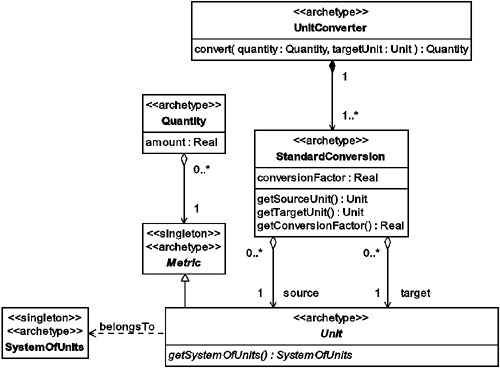 <<archetype>>
UnitConverter
convert( quantity : Quantity, targetUnit : Unit ) : Quantity
1
1..*
<<archetype>>
Quantity
amount : Real
0..*
1
<<archetype>>
StandardConversion
conversionFactor : Real
getSourceUnit() : Unit
getTargetUnit() : Unit
getConversionFactor() : Real
0..*
0..*
1 source
1 target
<<singleton>>
<<archetype>>
Metric
<<singleton>>
<<archetype>>
SystemOfUnits
belongsTo
<<archetype>>
Unit
getSystemOfUnits() : SystemOfUnits